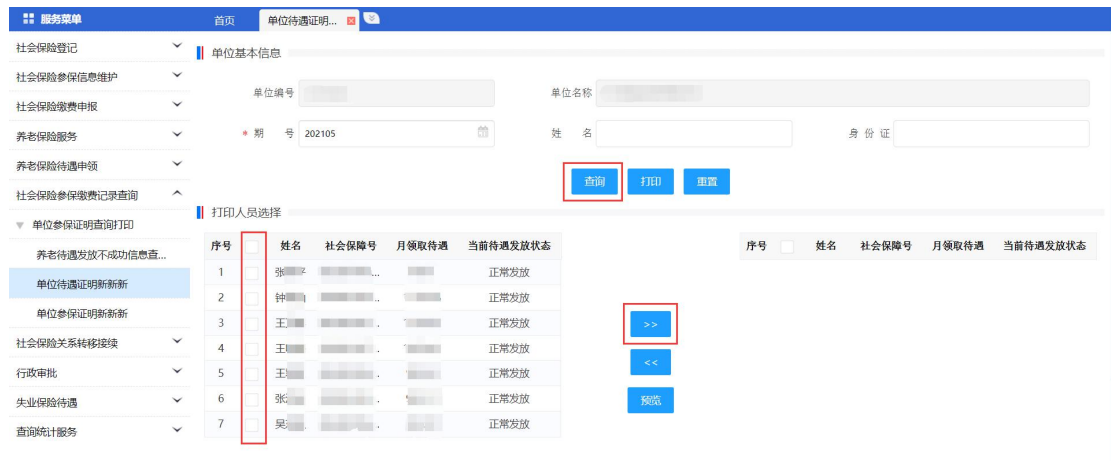 服务菜单
首页
单位待遇证明...
社会保险登记
社会保险参保信息维护
社会保险缴费申报
养老保险服务
养老保险待遇申领
社会保险参保缴费记录查询
单位参保证明查询打印
养老待遇发放不成功信息查...
单位待遇证明新新新
单位参保证明新新新
社会保险关系转移接续
行政审批
失业保险待遇
查询统计服务
单位基本信息
单位编号
单位名称
* 期 号 202105
姓 名
身 份 证
查询 打印 重置
打印人员选择
序号 姓名 社会保障号 月领取待遇 当前待遇发放状态
1 张 平 ... 正常发放
2 钟 .. 正常发放
3 王 . 正常发放
4 王 . 正常发放
5 王 . 正常发放
6 张 . 正常发放
7 吴 . 正常发放
>>
<<
预览
序号 姓名 社会保障号 月领取待遇 当前待遇发放状态